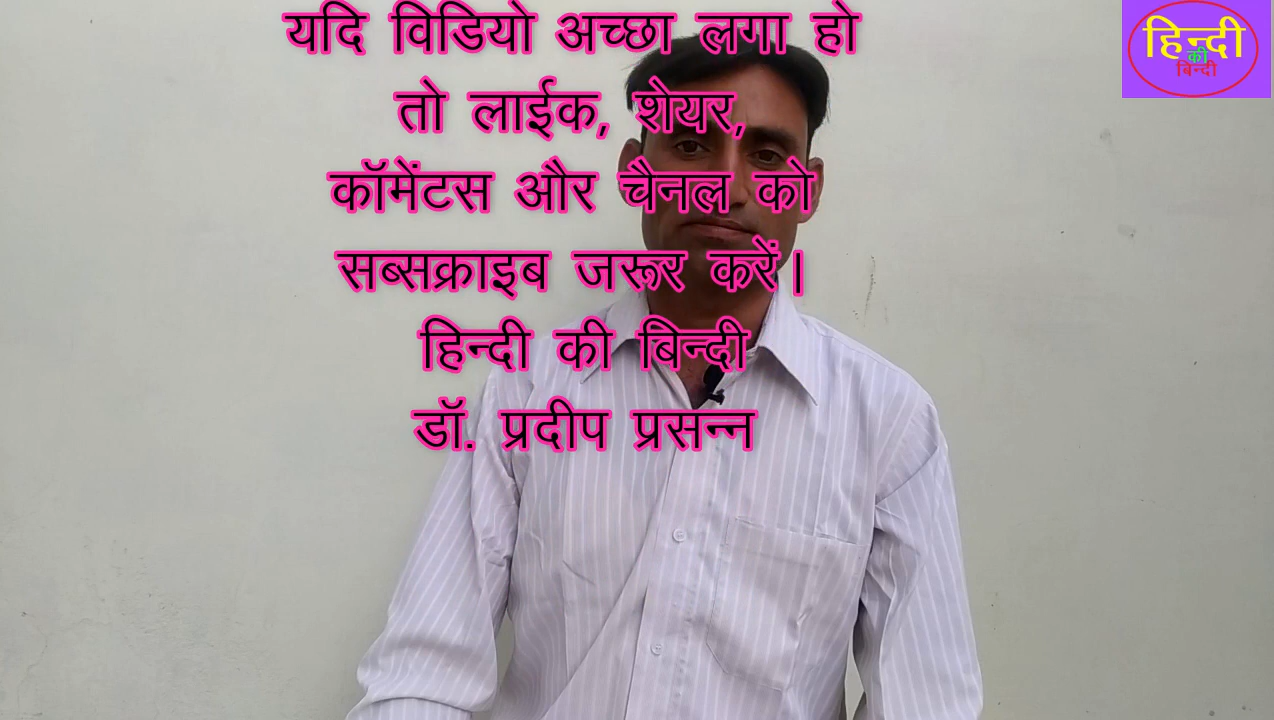 यदि विडियो अच्छा लगा हो
तो लाईक, शेयर,
कॉमेंटस और चैनल को
सब्सक्राइब जरूर करें।
हिन्दी की बिन्दी
डॉ. प्रदीप प्रसन्न
हिन्दी
की
बिन्दी